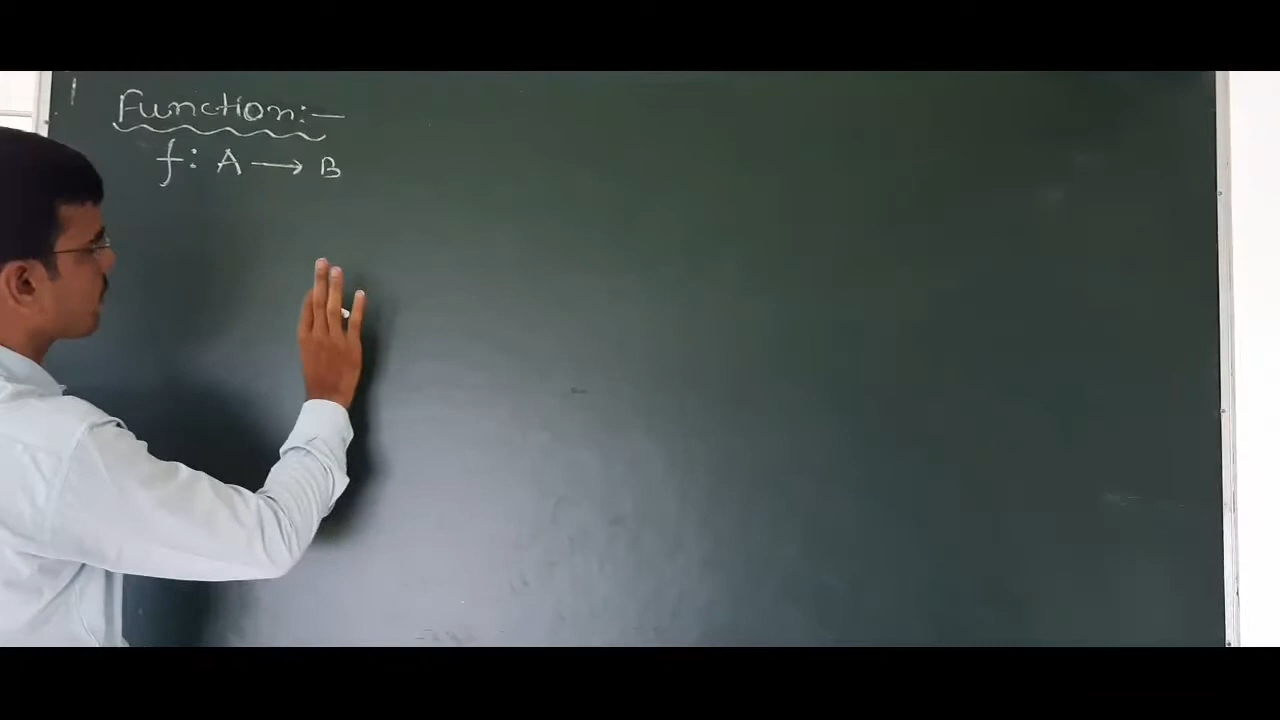 Function:—
f: A → B